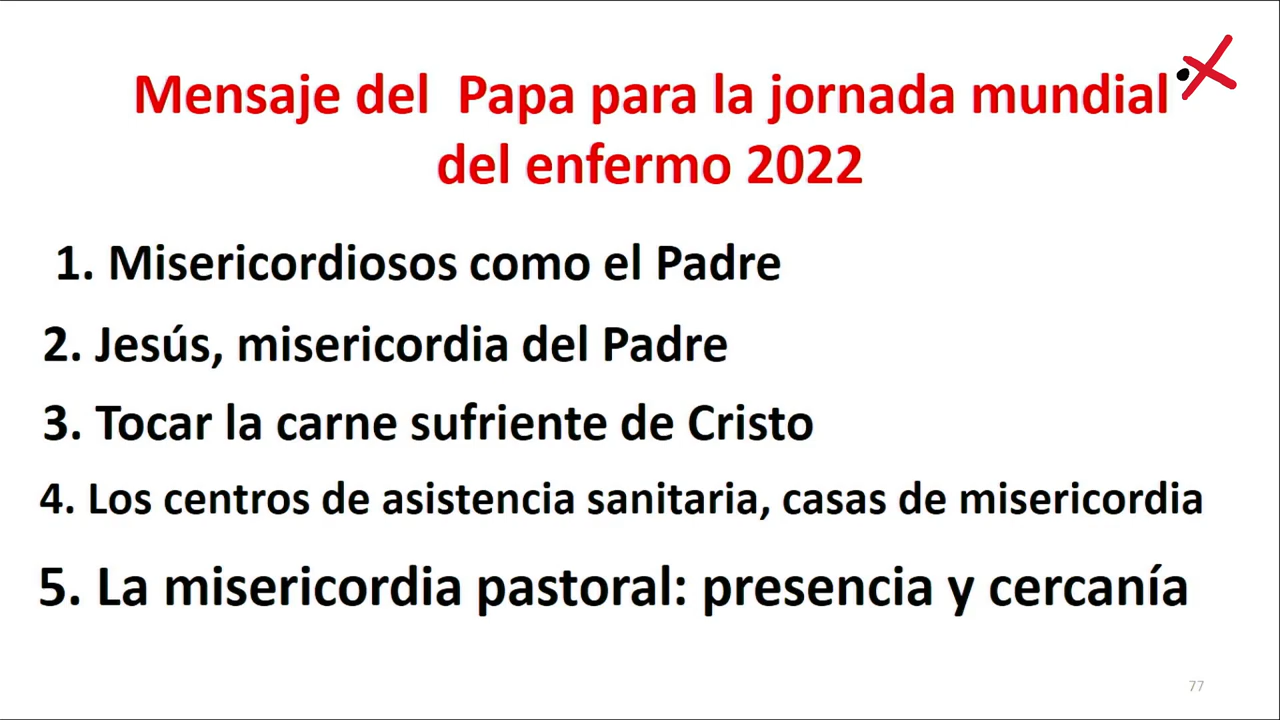 Mensaje del  Papa para la jornada mundial
del enfermo 2022
1. Misericordiosos como el Padre
2. Jesús, misericordia del Padre
3. Tocar la carne sufriente de Cristo
4. Los centros de asistencia sanitaria, casas de misericordia
5. La misericordia pastoral: presencia y cercanía
77